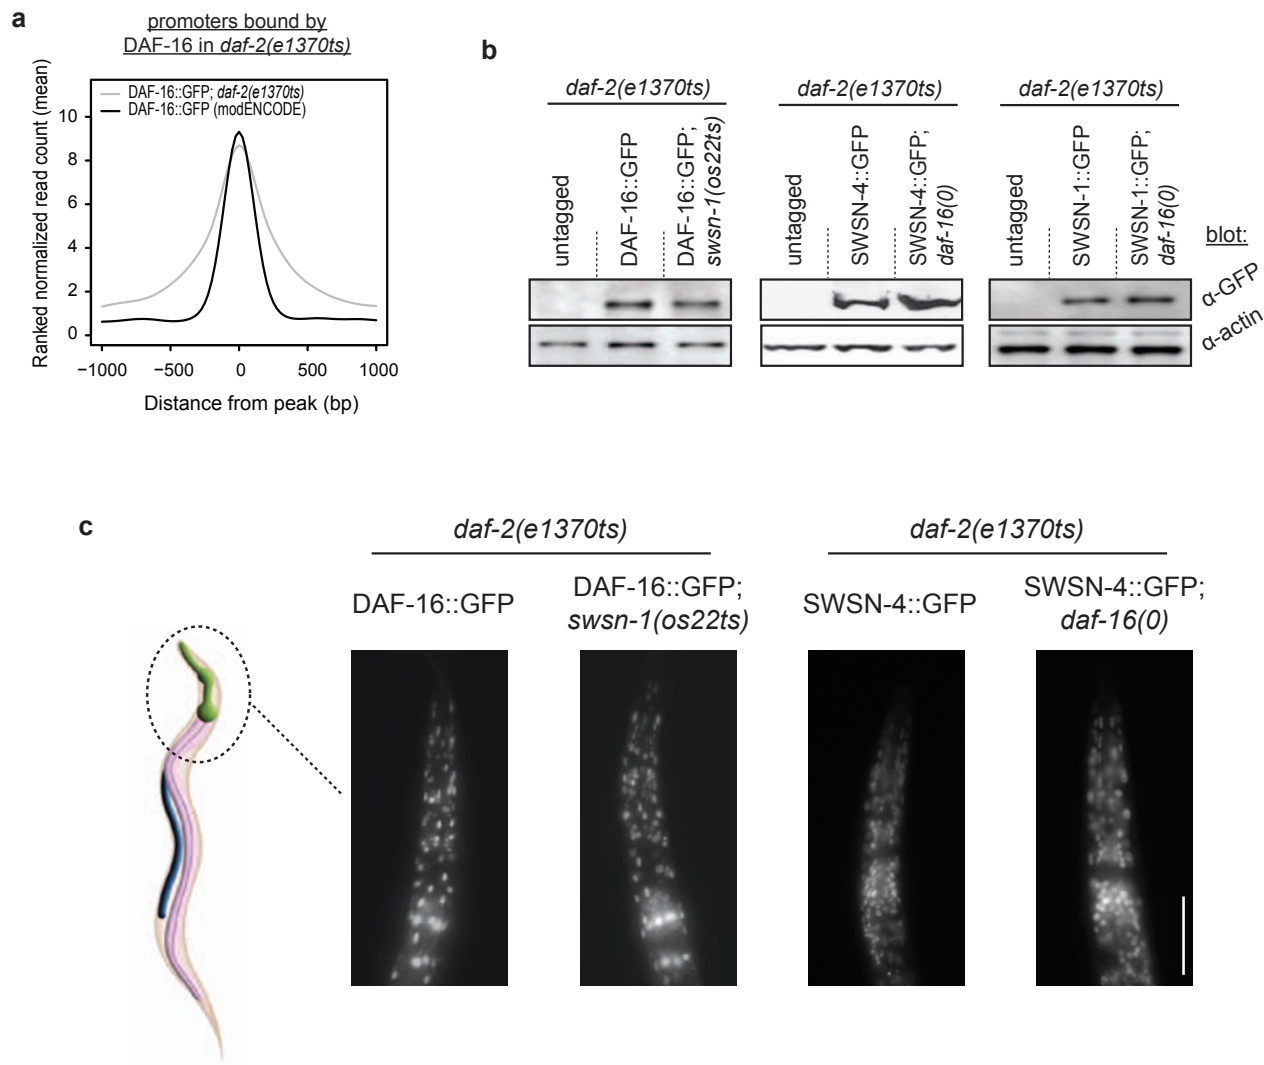 a
promoters bound by
DAF-16 in daf-2(e1370ts)
Ranked normalized read count (mean)
DAF-16::GFP; daf-2(e1370ts)
DAF-16::GFP (modENCODE)
10
8
6
4
2
0
−1000 −500 0 500 1000
Distance from peak (bp)
b
daf-2(e1370ts)
untagged
DAF-16::GFP
DAF-16::GFP;
swsn-1(os22ts)
daf-2(e1370ts)
untagged
SWSN-4::GFP
SWSN-4::GFP;
daf-16(0)
daf-2(e1370ts)
untagged
SWSN-1::GFP
SWSN-1::GFP;
daf-16(0)
blot:
α-GFP
α-actin
c
daf-2(e1370ts)
DAF-16::GFP
DAF-16::GFP;
swsn-1(os22ts)
daf-2(e1370ts)
SWSN-4::GFP
SWSN-4::GFP;
daf-16(0)